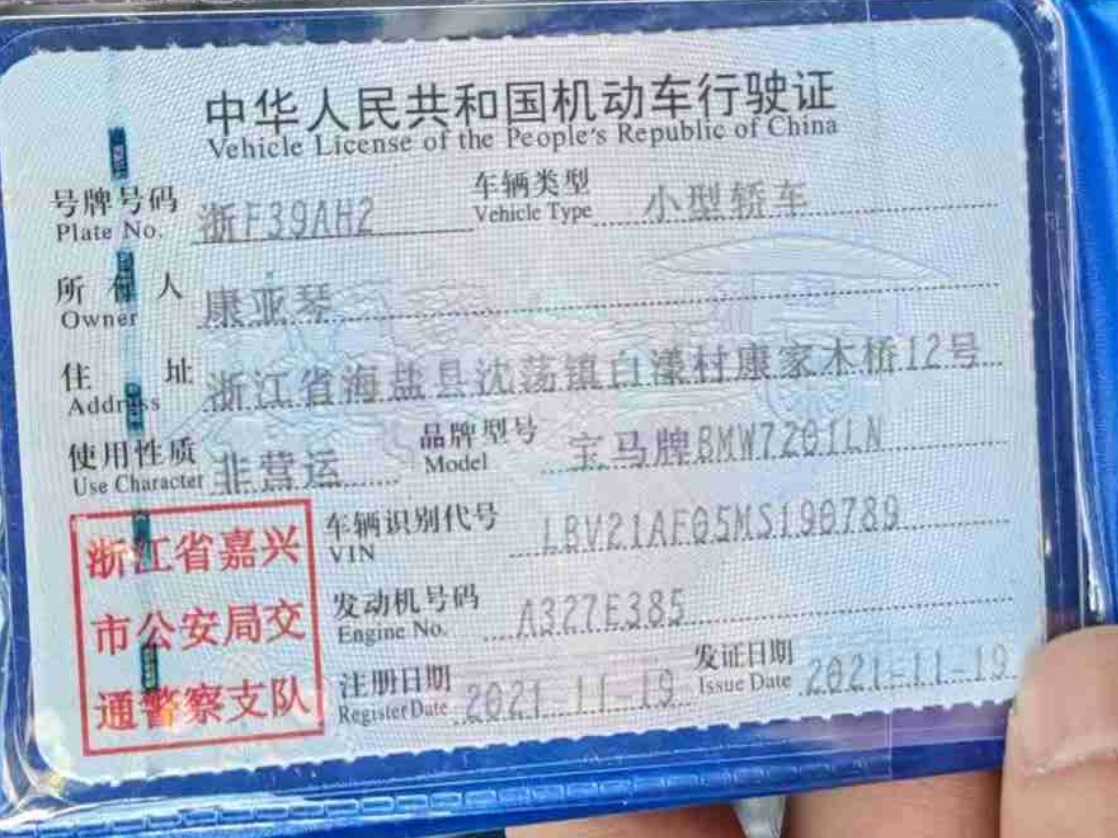 中华人民共和国机动车行驶证
Vehicle License of the People's Republic of China
号牌号码 浙F39AH2 车辆类型 小型轿车
Plate No. Vehicle Type
所有人 康亚琴
Owner
住址 浙江省海盐县沈荡镇白漾村康家木桥12号
Address
使用性质 非营运 品牌型号 宝马牌BMW7201LN
Use Character Model
浙江省嘉兴
市公安局交
通警察支队
车辆识别代号 LBV21AF05MS190789
VIN
发动机号码 A327E385
Engine No.
注册日期 2021-11-19 发证日期 2021-11-19
Register Date Issue Date